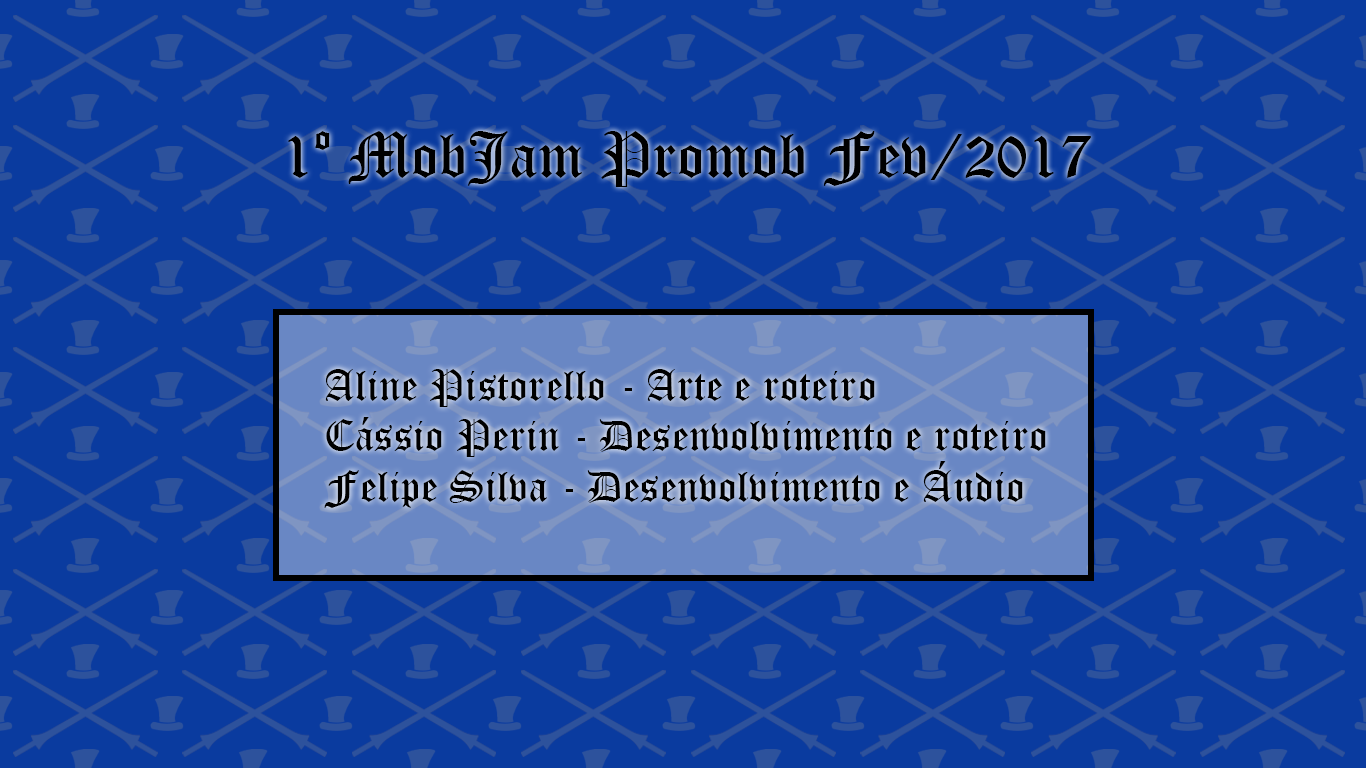 1º MobJam Promob Fev/2017
Aline Pistorello - Arte e roteiro
Cássio Perin - Desenvolvimento e roteiro
Felipe Silva - Desenvolvimento e Áudio